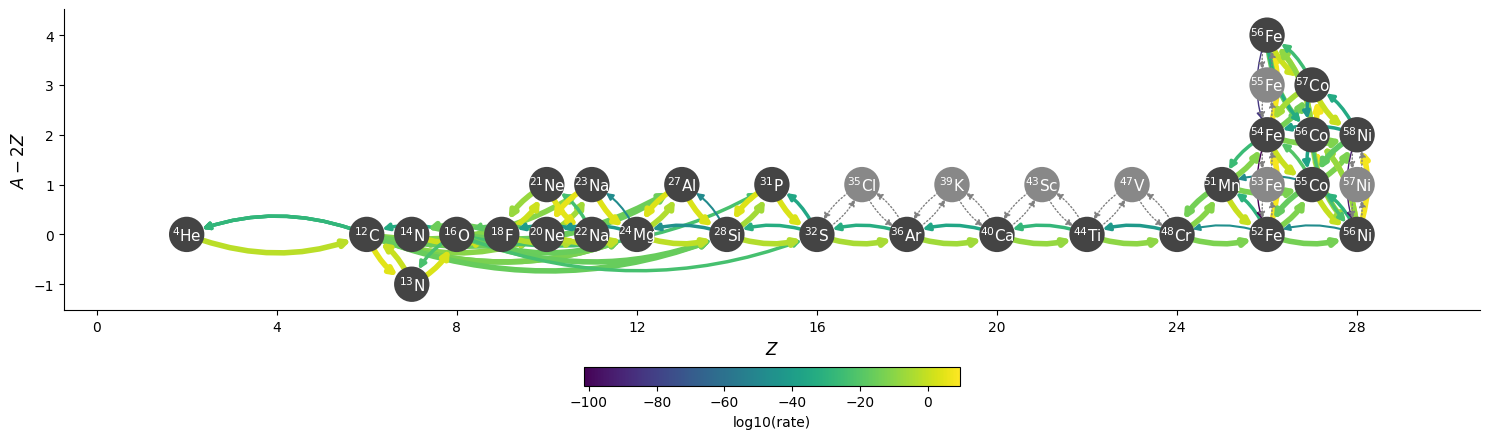 4
3
2
1
0
−1
A − 2Z
⁵⁶Fe
⁵⁵Fe ⁵⁷Co
⁵⁴Fe ⁵⁶Co ⁵⁸Ni
²¹Ne ²³Na ²⁷Al ³¹P ³⁵Cl ³⁹K ⁴³Sc ⁴⁷V ⁵¹Mn ⁵³Fe ⁵⁵Co ⁵⁷Ni
⁴He ¹²C ¹⁴N ¹⁶O ¹⁸F ²⁰Ne ²²Na ²⁴Mg ²⁸Si ³²S ³⁶Ar ⁴⁰Ca ⁴⁴Ti ⁴⁸Cr ⁵²Fe ⁵⁶Ni
¹³N
0 4 8 12 16 20 24 28
Z
−100 −80 −60 −40 −20 0
log10(rate)